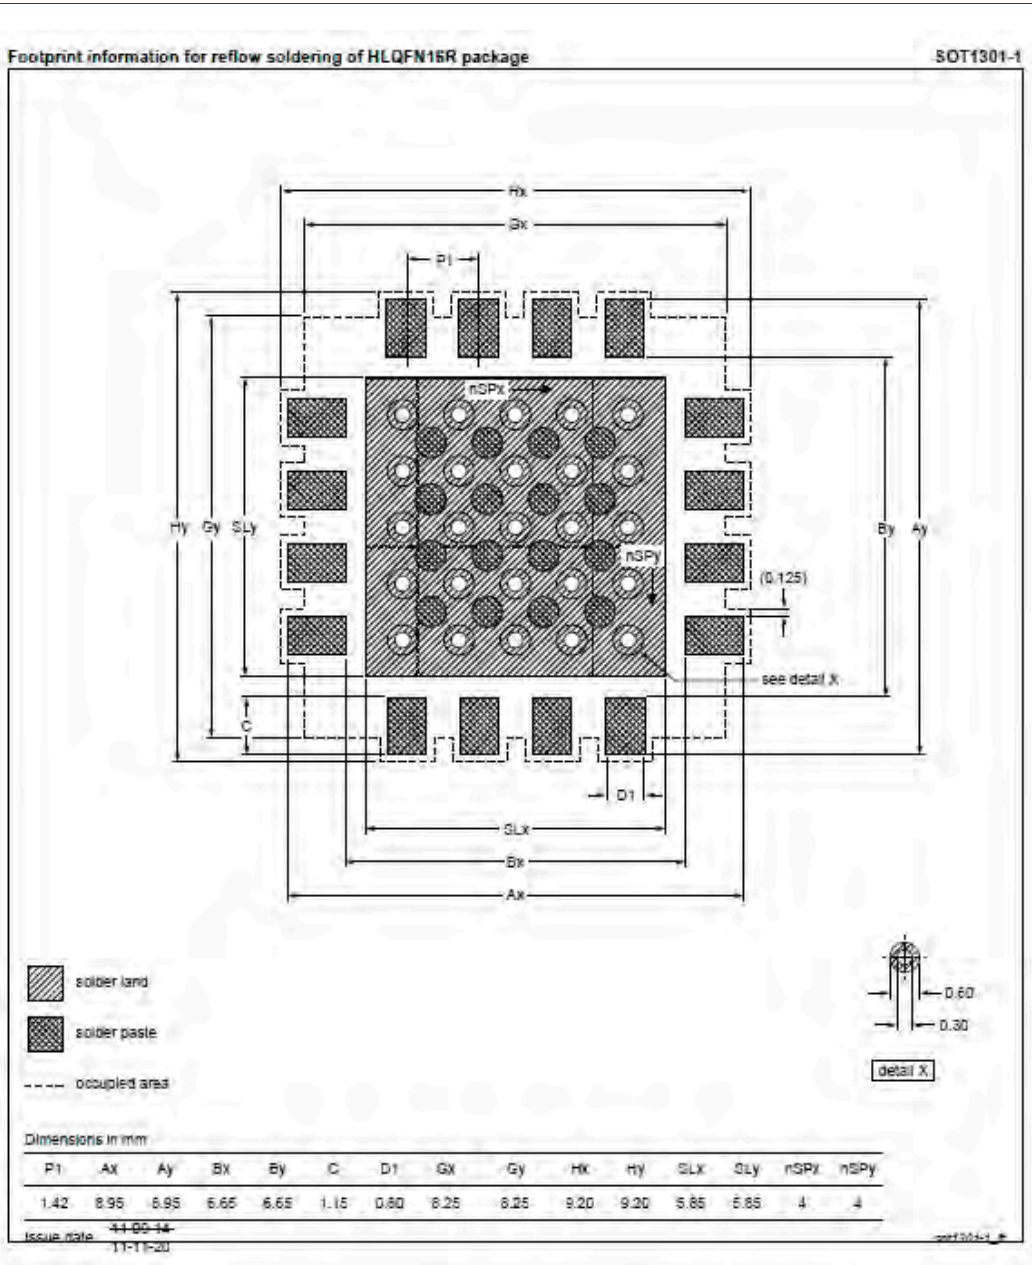 Footprint information for reflow soldering of HLQFN16R package SOT1301-1
Hx
Gx
P1
nSPx
Hy Gy SLy By Ay
nSPy
(0.125)
see detail X
C
D1
SLx
Bx
Ax
solder land
0.60
solder paste
0.30
detail X
occupied area
Dimensions in mm
P1 Ax Ay Bx By C D1 Gx Gy Hx Hy SLx SLy nSPx nSPy
1.42 8.95 8.95 6.65 6.65 1.15 0.80 8.25 8.25 9.20 9.20 5.85 5.85 4 4
Issue date
11-11-20